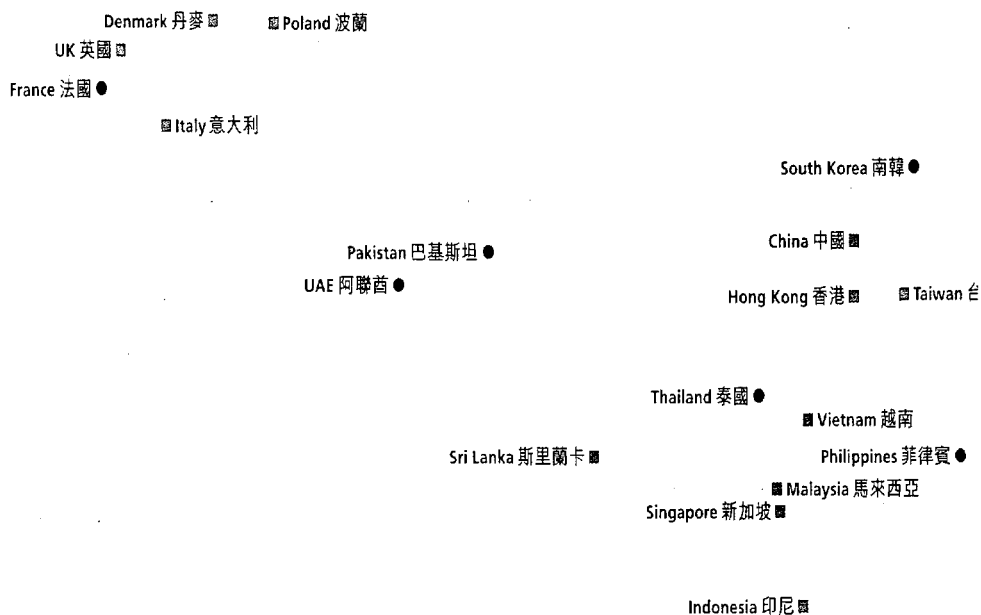 Denmark 丹麥
Poland 波蘭
UK 英國
France 法國
Italy 意大利
South Korea 南韓
China 中國
Pakistan 巴基斯坦
UAE 阿聯酋
Hong Kong 香港
Taiwan 台
Thailand 泰國
Vietnam 越南
Sri Lanka 斯里蘭卡
Philippines 菲律賓
Malaysia 馬來西亞
Singapore 新加坡
Indonesia 印尼